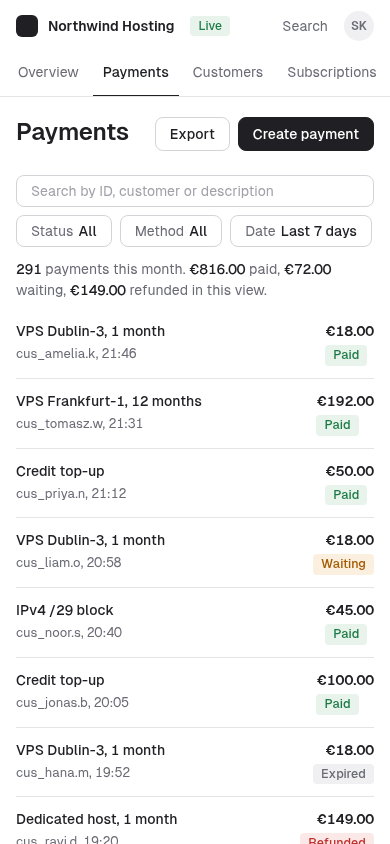 Northwind Hosting Live Search SK
Overview Payments Customers Subscriptions
Payments Export Create payment
Search by ID, customer or description
Status All Method All Date Last 7 days
291 payments this month. €816.00 paid, €72.00
waiting, €149.00 refunded in this view.
VPS Dublin-3, 1 month €18.00
cus_amelia.k, 21:46 Paid
VPS Frankfurt-1, 12 months €192.00
cus_tomasz.w, 21:31 Paid
Credit top-up €50.00
cus_priya.n, 21:12 Paid
VPS Dublin-3, 1 month €18.00
cus_liam.o, 20:58 Waiting
IPv4 /29 block €45.00
cus_noor.s, 20:40 Paid
Credit top-up €100.00
cus_jonas.b, 20:05 Paid
VPS Dublin-3, 1 month €18.00
cus_hana.m, 19:52 Expired
Dedicated host, 1 month €149.00
cus_ravi.d, 19:20 Refunded